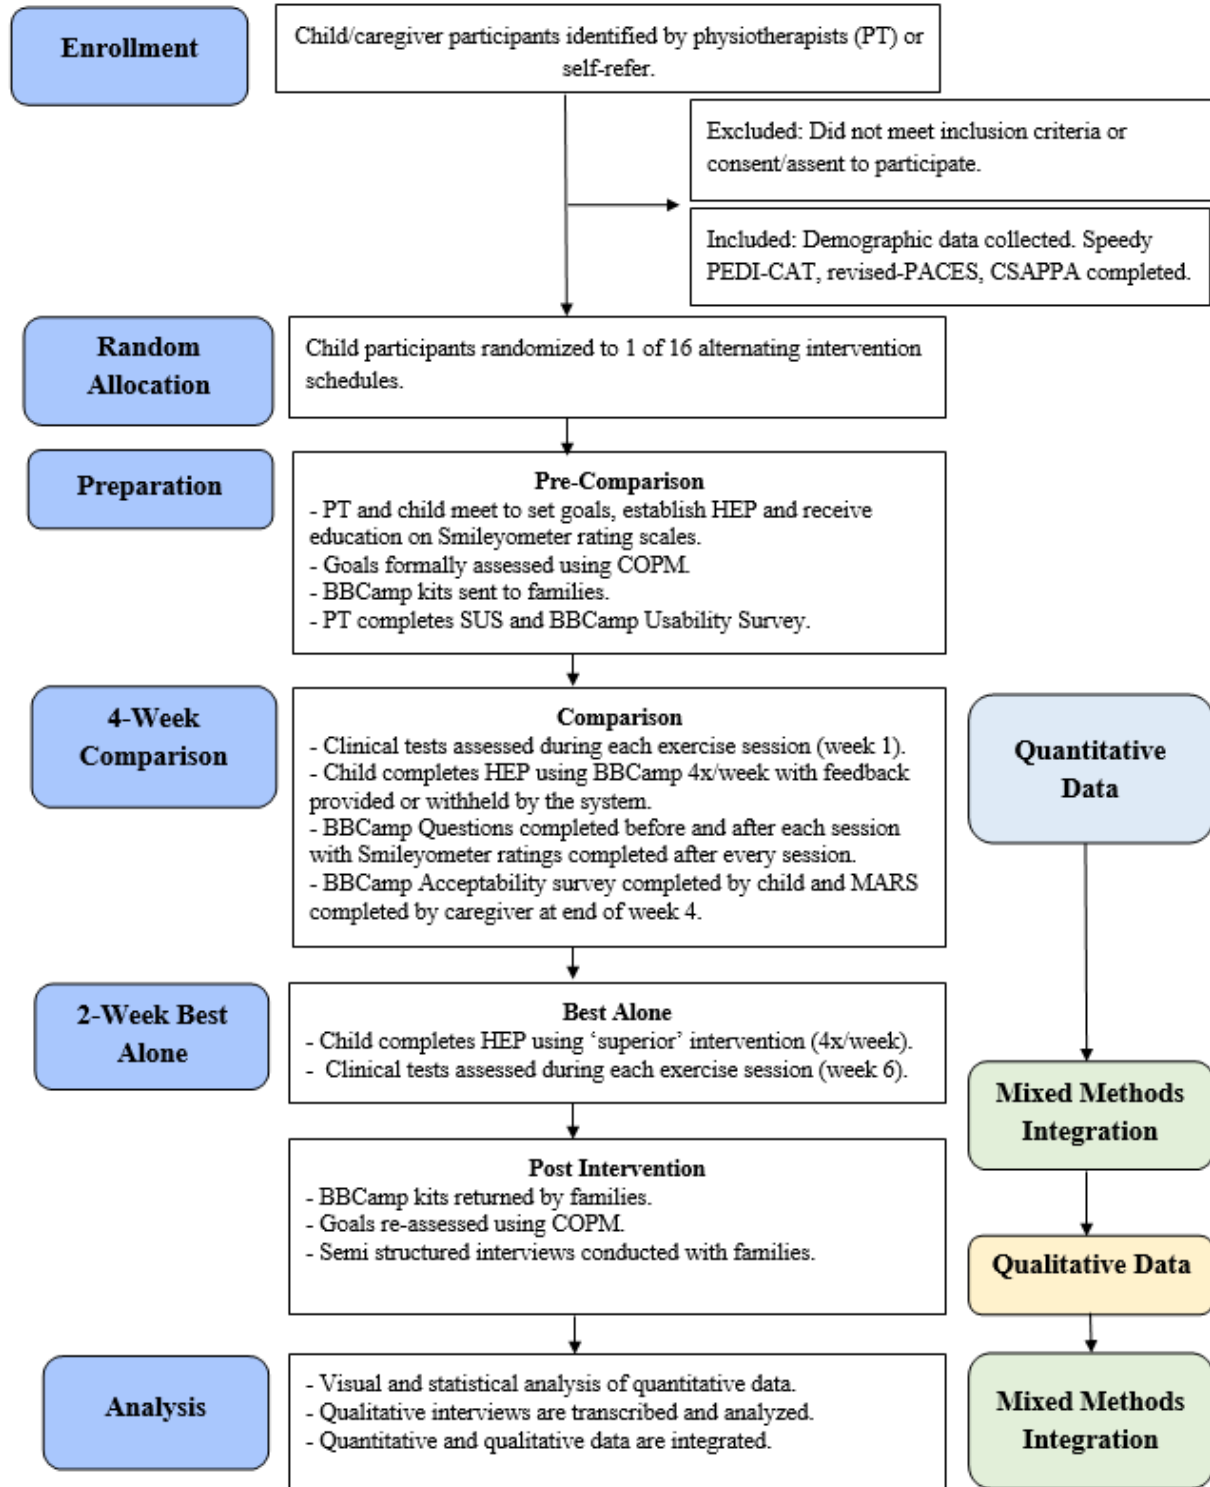 Enrollment
Child/caregiver participants identified by physiotherapists (PT) or
self-refer.
Excluded: Did not meet inclusion criteria or
consent/assent to participate.
Included: Demographic data collected. Speedy
PEDI-CAT, revised-PACES, CSAPPA completed.
Random
Allocation
Child participants randomized to 1 of 16 alternating intervention
schedules.
Preparation
Pre-Comparison
- PT and child meet to set goals, establish HEP and receive
education on Smileyometer rating scales.
- Goals formally assessed using COPM.
- BBCamp kits sent to families.
- PT completes SUS and BBCamp Usability Survey.
4-Week
Comparison
Comparison
- Clinical tests assessed during each exercise session (week 1).
- Child completes HEP using BBCamp 4x/week with feedback
provided or withheld by the system.
- BBCamp Questions completed before and after each session
with Smileyometer ratings completed after every session.
- BBCamp Acceptability survey completed by child and MARS
completed by caregiver at end of week 4.
Quantitative
Data
2-Week Best
Alone
Best Alone
- Child completes HEP using ‘superior’ intervention (4x/week).
- Clinical tests assessed during each exercise session (week 6).
Mixed Methods
Integration
Post Intervention
- BBCamp kits returned by families.
- Goals re-assessed using COPM.
- Semi structured interviews conducted with families.
Qualitative Data
Analysis
- Visual and statistical analysis of quantitative data.
- Qualitative interviews are transcribed and analyzed.
- Quantitative and qualitative data are integrated.
Mixed Methods
Integration